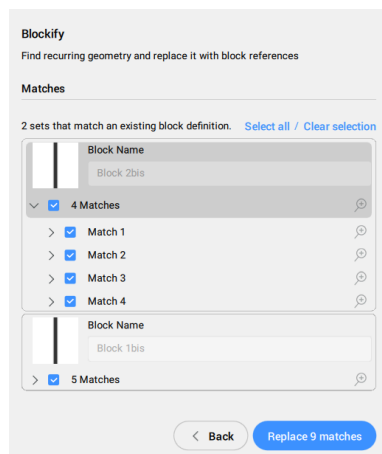 Blockify
Find recurring geometry and replace it with block references
Matches
2 sets that match an existing block definition. Select all / Clear selection
Block Name
Block 2bis
4 Matches
Match 1
Match 2
Match 3
Match 4
Block Name
Block 1bis
5 Matches
Back
Replace 9 matches